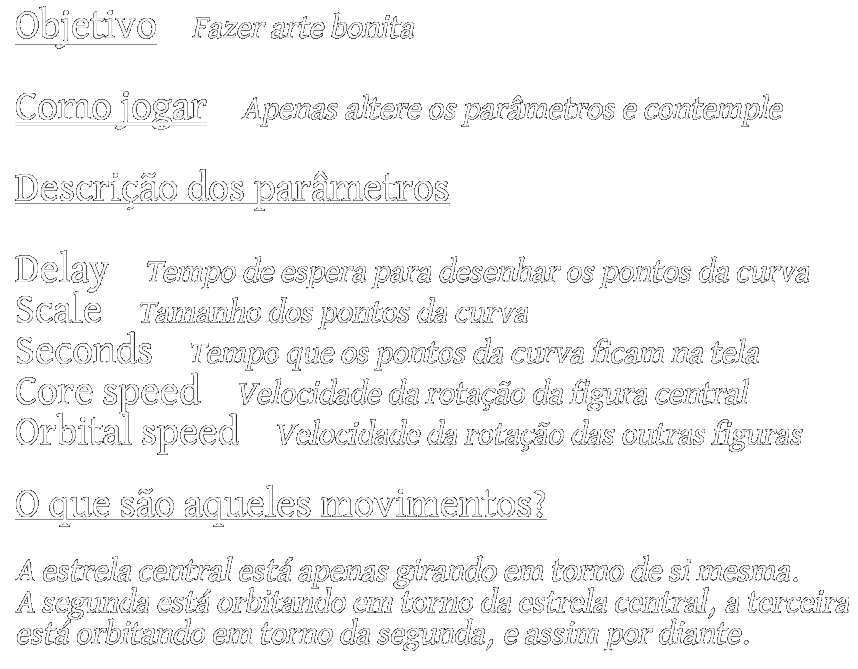 Objetivo Fazer arte bonita
Como jogar Apenas altere os parâmetros e contemple
Descrição dos parâmetros
Delay Tempo de espera para desenhar os pontos da curva
Scale Tamanho dos pontos da curva
Seconds Tempo que os pontos da curva ficam na tela
Core speed Velocidade da rotação da figura central
Orbital speed Velocidade da rotação das outras figuras
O que são aqueles movimentos?
A estrela central está apenas girando em torno de si mesma.
A segunda está orbitando em torno da estrela central, a terceira
está orbitando em torno da segunda, e assim por diante.